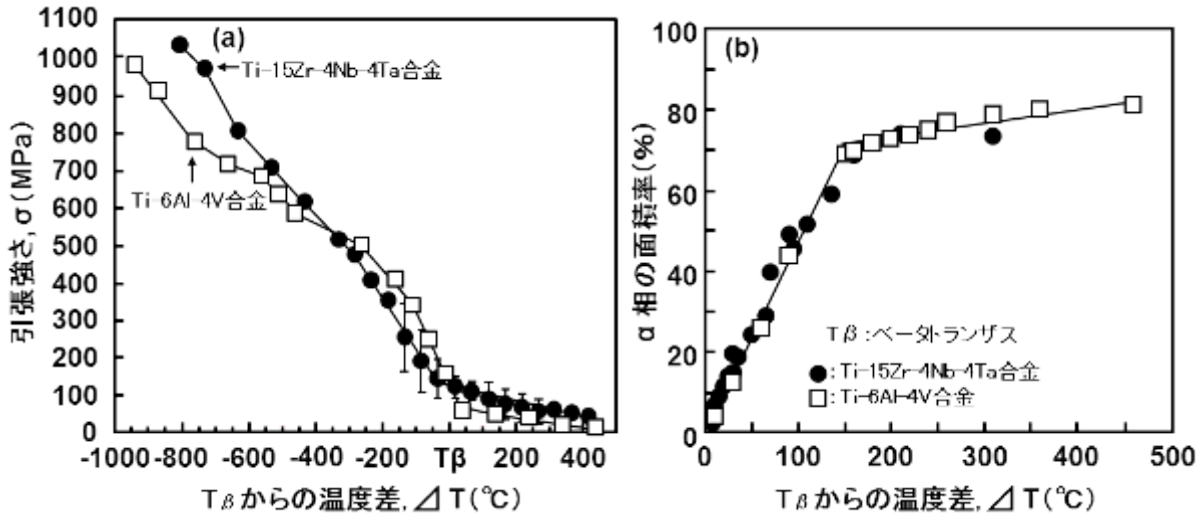 1100
1000
900
800
700
600
500
400
300
200
100
0
引張強さ, σ(MPa)
(a)
Ti-15Zr-4Nb-4Ta合金
Ti-6Al-4V合金
-1000 -800 -600 -400 -200 Tβ 200 400
Tβからの温度差, ⊿T(℃)
100
80
60
40
20
0
α相の面積率(%)
(b)
Tβ:ベータトランザス
●: Ti-15Zr-4Nb-4Ta合金
□: Ti-6Al-4V合金
0 100 200 300 400 500
Tβからの温度差, ⊿T(℃)